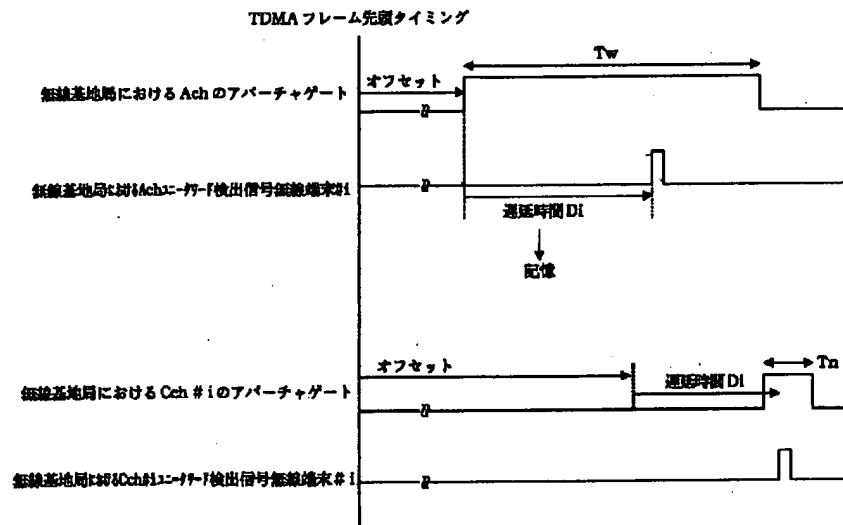 TDMA フレーム先頭タイミング
Tw
オフセット
無線基地局における Ach のアパーチャゲート
無線基地局におけるAchユニークワード検出信号無線端末#i
遅延時間 Di
記憶
オフセット
Tn
遅延時間 Di
無線基地局における Cch # i のアパーチャゲート
無線基地局におけるCch#iユニークワード検出信号無線端末 # i